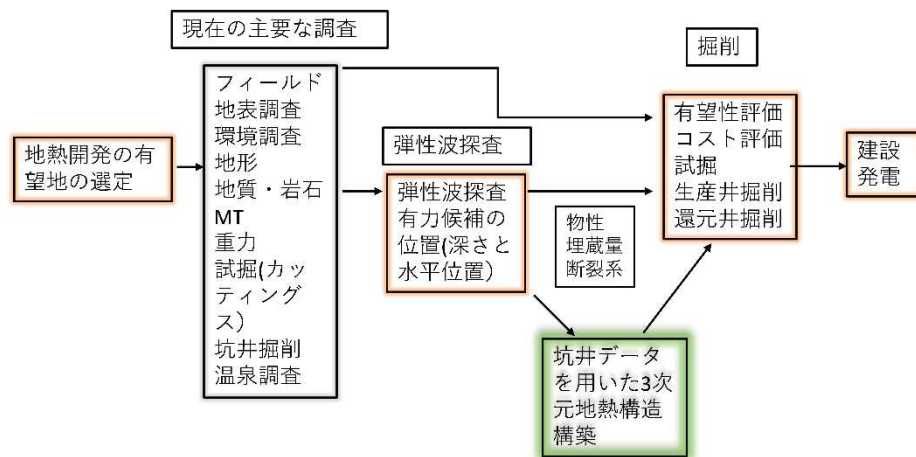 現在の主要な調査
掘削
地熱開発の有
望地の選定
フィールド
地表調査
環境調査
地形
地質・岩石
MT
重力
試掘(カッ
ティング
ス)
坑井掘削
温泉調査
弾性波探査
弾性波探査
有力候補の
位置(深さと
水平位置)
物性
埋蔵量
断裂系
坑井データ
を用いた3次
元地熱構造
構築
有望性評価
コスト評価
試掘
生産井掘削
還元井掘削
建設
発電